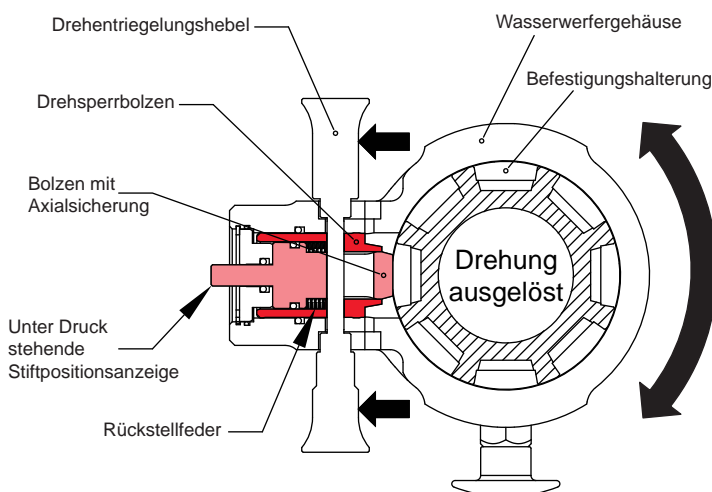 Drehentriegelungshebel
Wasserwerfergehäuse
Befestigungshalterung
Drehsperrbolzen
Bolzen mit
Axialsicherung
Drehung
ausgelöst
Unter Druck
stehende
Stiftpositionsanzeige
Rückstellfeder